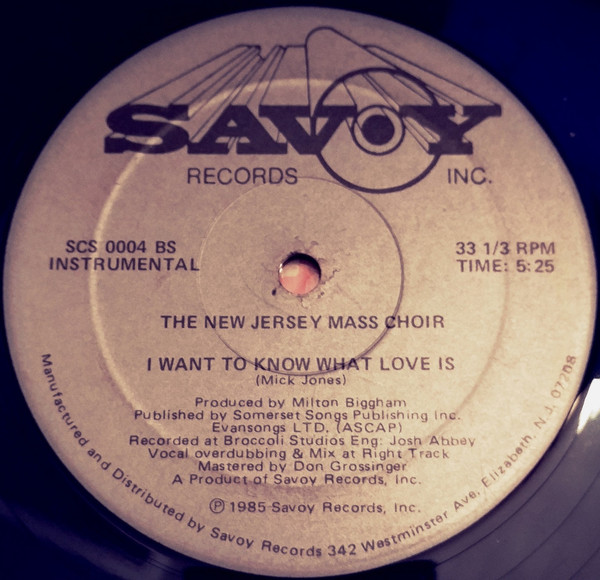 SAVOY
RECORDS INC.
SCS 0004 BS
INSTRUMENTAL
33 1/3 RPM
TIME: 5:25
THE NEW JERSEY MASS CHOIR
I WANT TO KNOW WHAT LOVE IS
(Mick Jones)
Produced by Milton Biggham
Published by Somerset Songs Publishing Inc.
Evansongs LTD. (ASCAP)
Recorded at Broccoli Studios Eng: Josh Abbey
Vocal overdubbing & Mix at Right Track
Mastered by Don Grossinger
A Product of Savoy Records, Inc.
Ⓟ 1985 Savoy Records, Inc.
Manufactured and Distributed by Savoy Records 342 Westminster Ave, Elizabeth, N.J. 07208